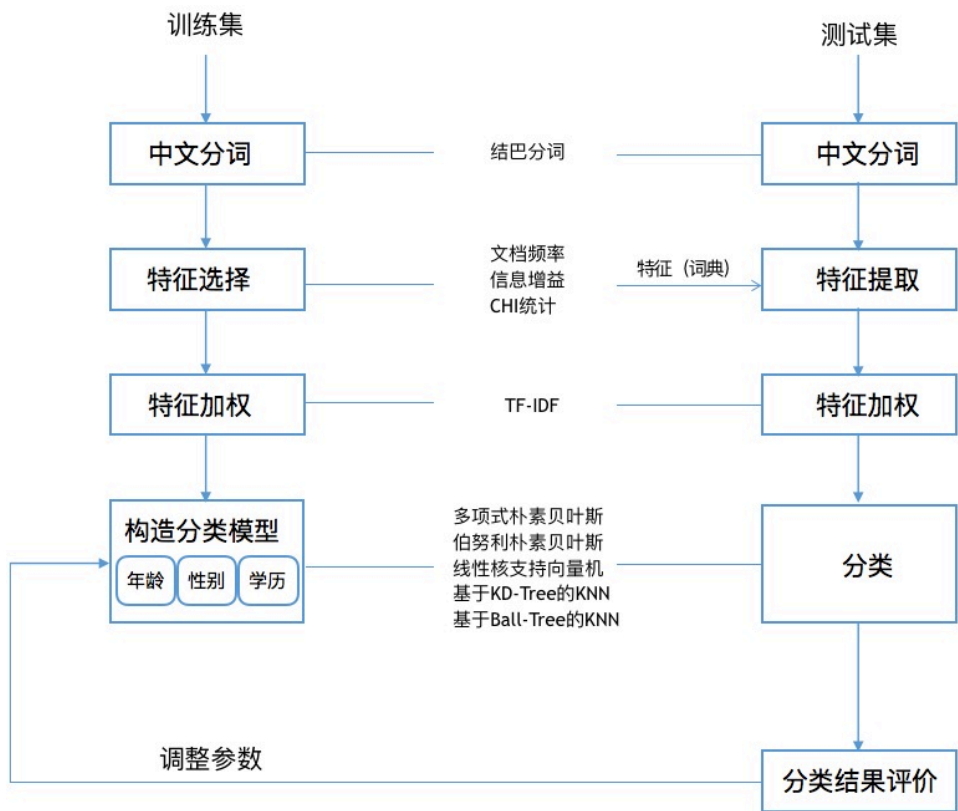 训练集
测试集
中文分词
结巴分词
中文分词
特征选择
文档频率
信息增益
CHI统计
特征（词典）
特征提取
特征加权
TF-IDF
特征加权
构造分类模型
年龄
性别
学历
多项式朴素贝叶斯
伯努利朴素贝叶斯
线性核支持向量机
基于KD-Tree的KNN
基于Ball-Tree的KNN
分类
调整参数
分类结果评价